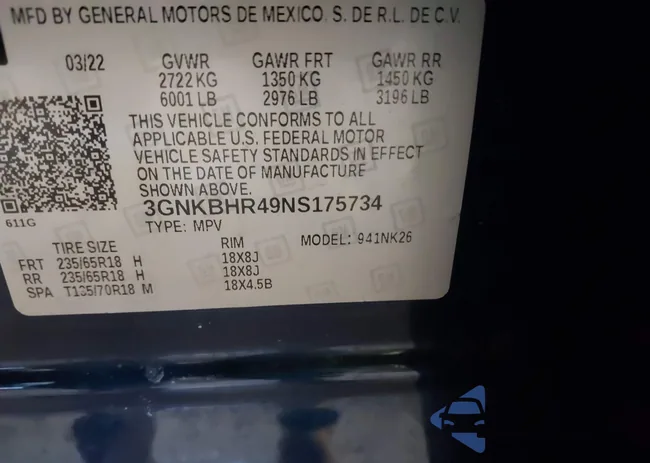 MFD BY GENERAL MOTORS DE MEXICO. S. DE R.L. DE C.V.
03/22 GVWR GAWR FRT GAWR RR
2722 KG 1350 KG 1450 KG
6001 LB 2976 LB 3196 LB
THIS VEHICLE CONFORMS TO ALL
APPLICABLE U.S. FEDERAL MOTOR
VEHICLE SAFETY STANDARDS IN EFFECT
ON THE DATE OF MANUFACTURE
SHOWN ABOVE.
3GNKBHR49NS175734
611G
TYPE: MPV
TIRE SIZE RIM MODEL: 941NK26
FRT 235/65R18 H 18X8J
RR 235/65R18 H 18X8J
SPA T135/70R18 M 18X4.5B